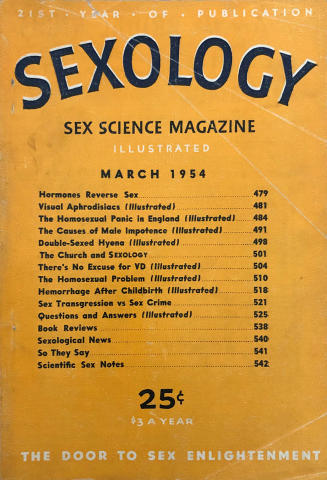 21ST · YEAR · OF · PUBLICATION
SEXOLOGY
SEX SCIENCE MAGAZINE
ILLUSTRATED
MARCH 1954
Hormones Reverse Sex 479
Visual Aphrodisiacs (Illustrated) 481
The Homosexual Panic in England (Illustrated) 484
The Causes of Male Impotence (Illustrated) 491
Double-Sexed Hyena (Illustrated) 498
The Church and SEXOLOGY 501
There's No Excuse for VD (Illustrated) 504
The Homosexual Problem (Illustrated) 510
Hemorrhage After Childbirth (Illustrated) 518
Sex Transgression vs Sex Crime 521
Questions and Answers (Illustrated) 525
Book Reviews 538
Sexological News 540
So They Say 541
Scientific Sex Notes 542
25¢
$3 A YEAR
THE DOOR TO SEX ENLIGHTENMENT